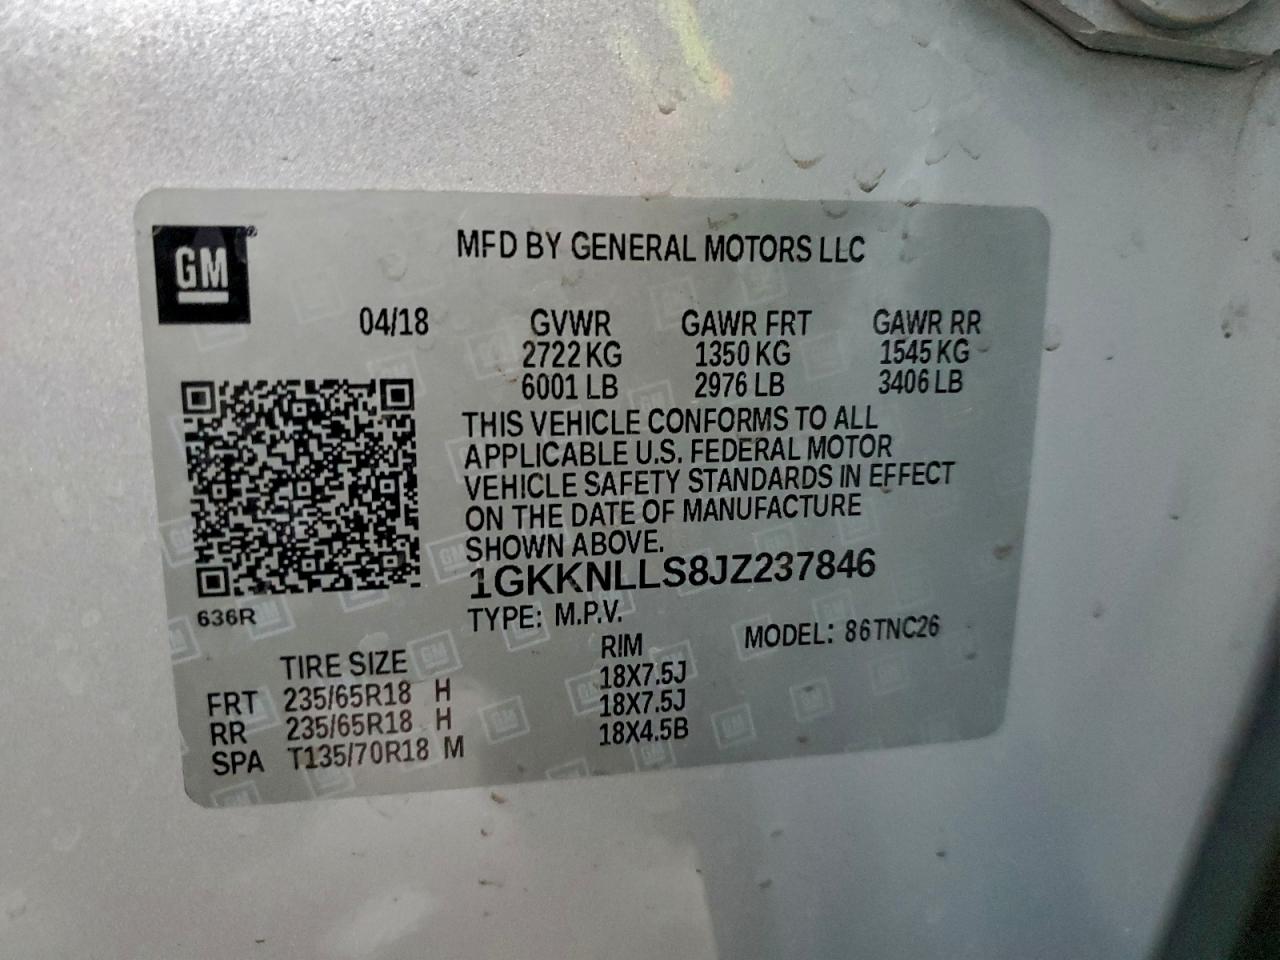 GM
MFD BY GENERAL MOTORS LLC
04/18 GVWR GAWR FRT GAWR RR
2722 KG 1350 KG 1545 KG
6001 LB 2976 LB 3406 LB
THIS VEHICLE CONFORMS TO ALL
APPLICABLE U.S. FEDERAL MOTOR
VEHICLE SAFETY STANDARDS IN EFFECT
ON THE DATE OF MANUFACTURE
SHOWN ABOVE.
1GKKNLLS8JZ237846
636R
TYPE: M.P.V. MODEL: 86TNC26
TIRE SIZE RIM
FRT 235/65R18 H 18X7.5J
RR 235/65R18 H 18X7.5J
SPA T135/70R18 M 18X4.5B